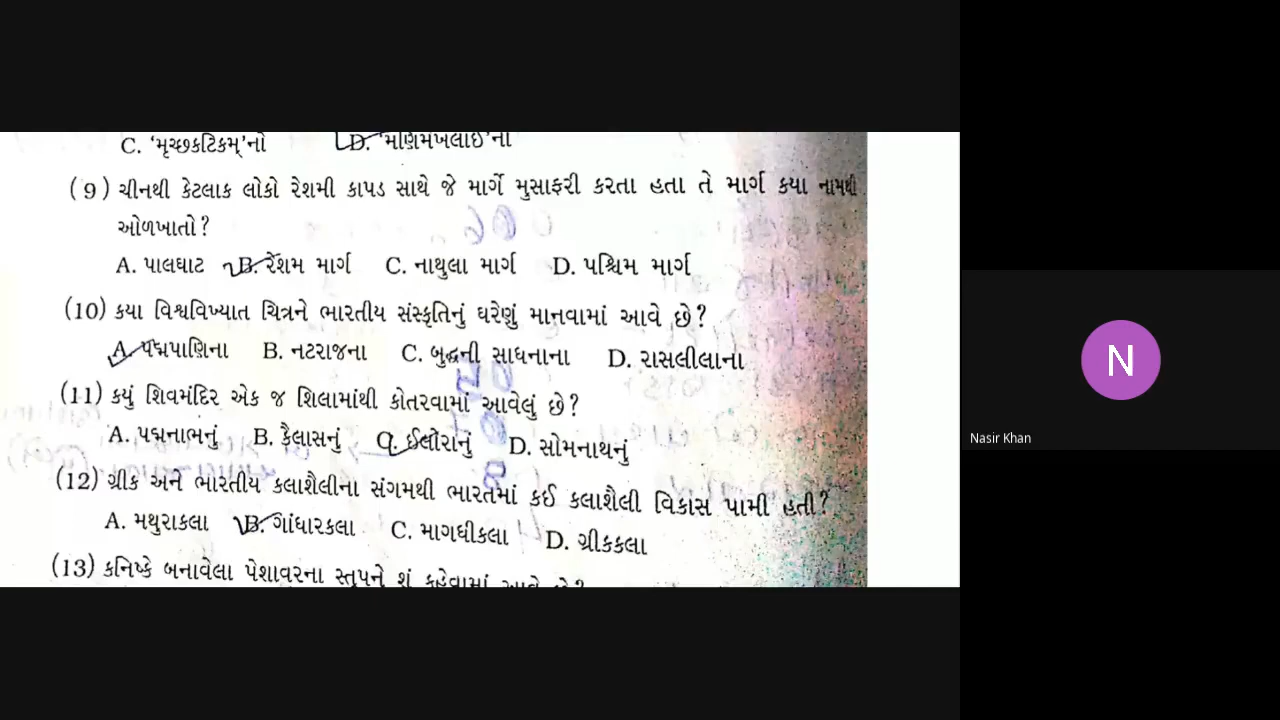 C. 'મૃચ્છકટિકમ્'નો D. 'મણિમેખલાઈ'નો
(9) ચીનથી કેટલાક લોકો રેશમી કાપડ સાથે જે માર્ગે મુસાફરી કરતા હતા તે માર્ગ કયા નામથી
ઓળખાતો?
A. પાલઘાટ B. રેશમ માર્ગ C. નાથુલા માર્ગ D. પશ્ચિમ માર્ગ
(10) કયા વિશ્વવિખ્યાત ચિત્રને ભારતીય સંસ્કૃતિનું ઘરેણું માનવામાં આવે છે?
A. પદ્મપાણિના B. નટરાજના C. બુદ્ધની સાધનાના D. રાસલીલાના
(11) કયું શિવમંદિર એક જ શિલામાંથી કોતરવામાં આવેલું છે?
A. પદ્મનાભનું B. કૈલાસનું C. ઈલોરાનું D. સોમનાથનું
(12) ગ્રીક અને ભારતીય કલાશૈલીના સંગમથી ભારતમાં કઈ કલાશૈલી વિકાસ પામી હતી?
A. મથુરાકલા B. ગાંધારકલા C. માગધીકલા D. ગ્રીકકલા
(13) કનિષ્કે બનાવેલા પેશાવરના સ્તૂપને શું કહેવામાં આવે છે?
N
Nasir Khan